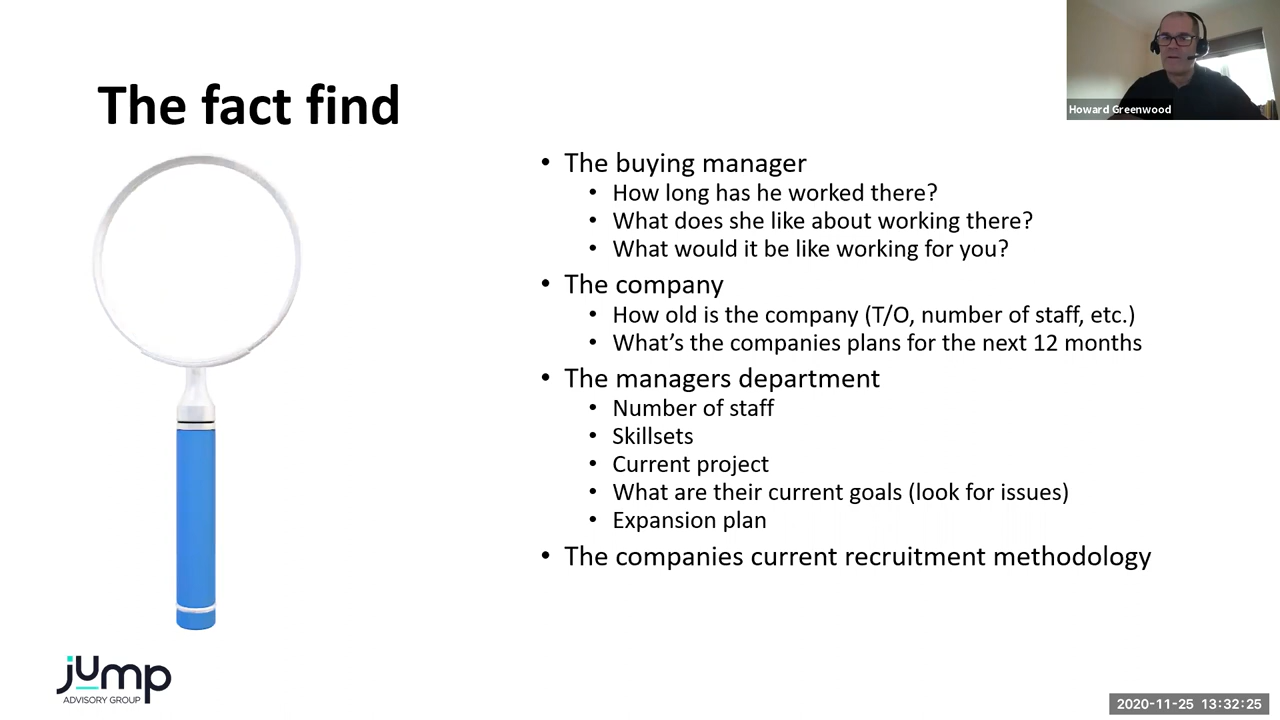 Howard Greenwood
The fact find
• The buying manager
• How long has he worked there?
• What does she like about working there?
• What would it be like working for you?
• The company
• How old is the company (T/O, number of staff, etc.)
• What’s the companies plans for the next 12 months
• The managers department
• Number of staff
• Skillsets
• Current project
• What are their current goals (look for issues)
• Expansion plan
• The companies current recruitment methodology
jump
ADVISORY GROUP
2020-11-25 13:32:25